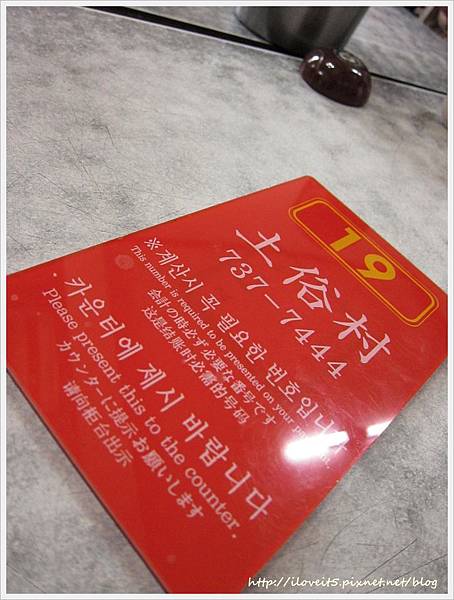 19
土俗村
737-7444
※계산시 꼭 필요한 번호입니다
This number is required to be presented on your
会計の時必ず必要な番号です
这是结账时必需的号码
카운터에 제시 바랍니다
Please present this to the counter.
カウンターに提示お願いします
请向柜台出示
http://iloveit5.pixnet.net/blog